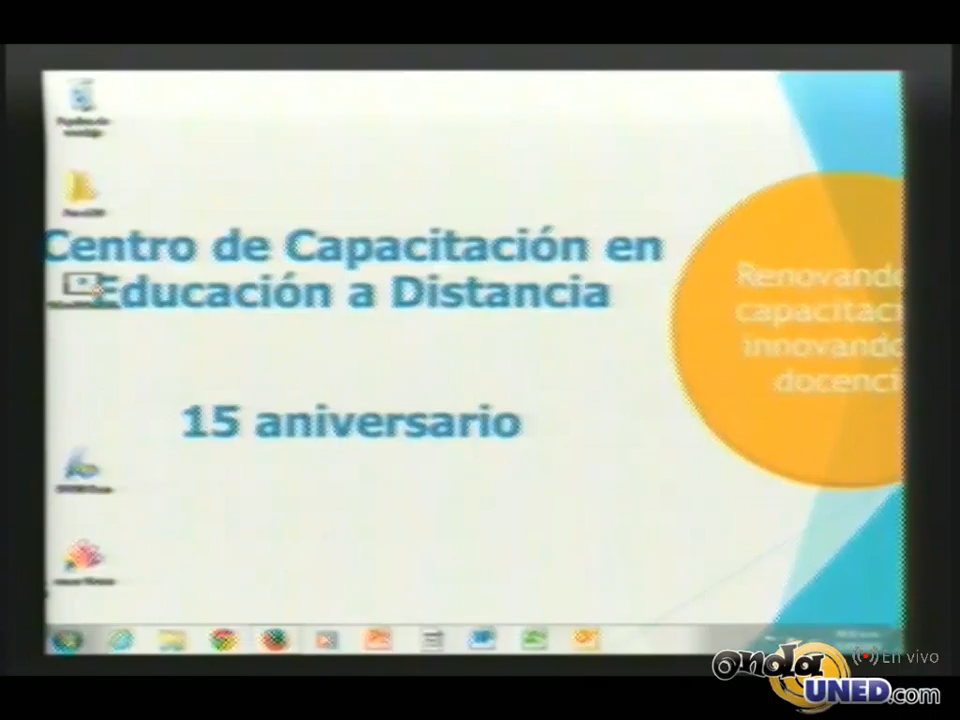 Centro de Capacitación en
Educación a Distancia
15 aniversario
Renovando
capacitaci
innovando
docenci
En vivo
onda
UNED.com